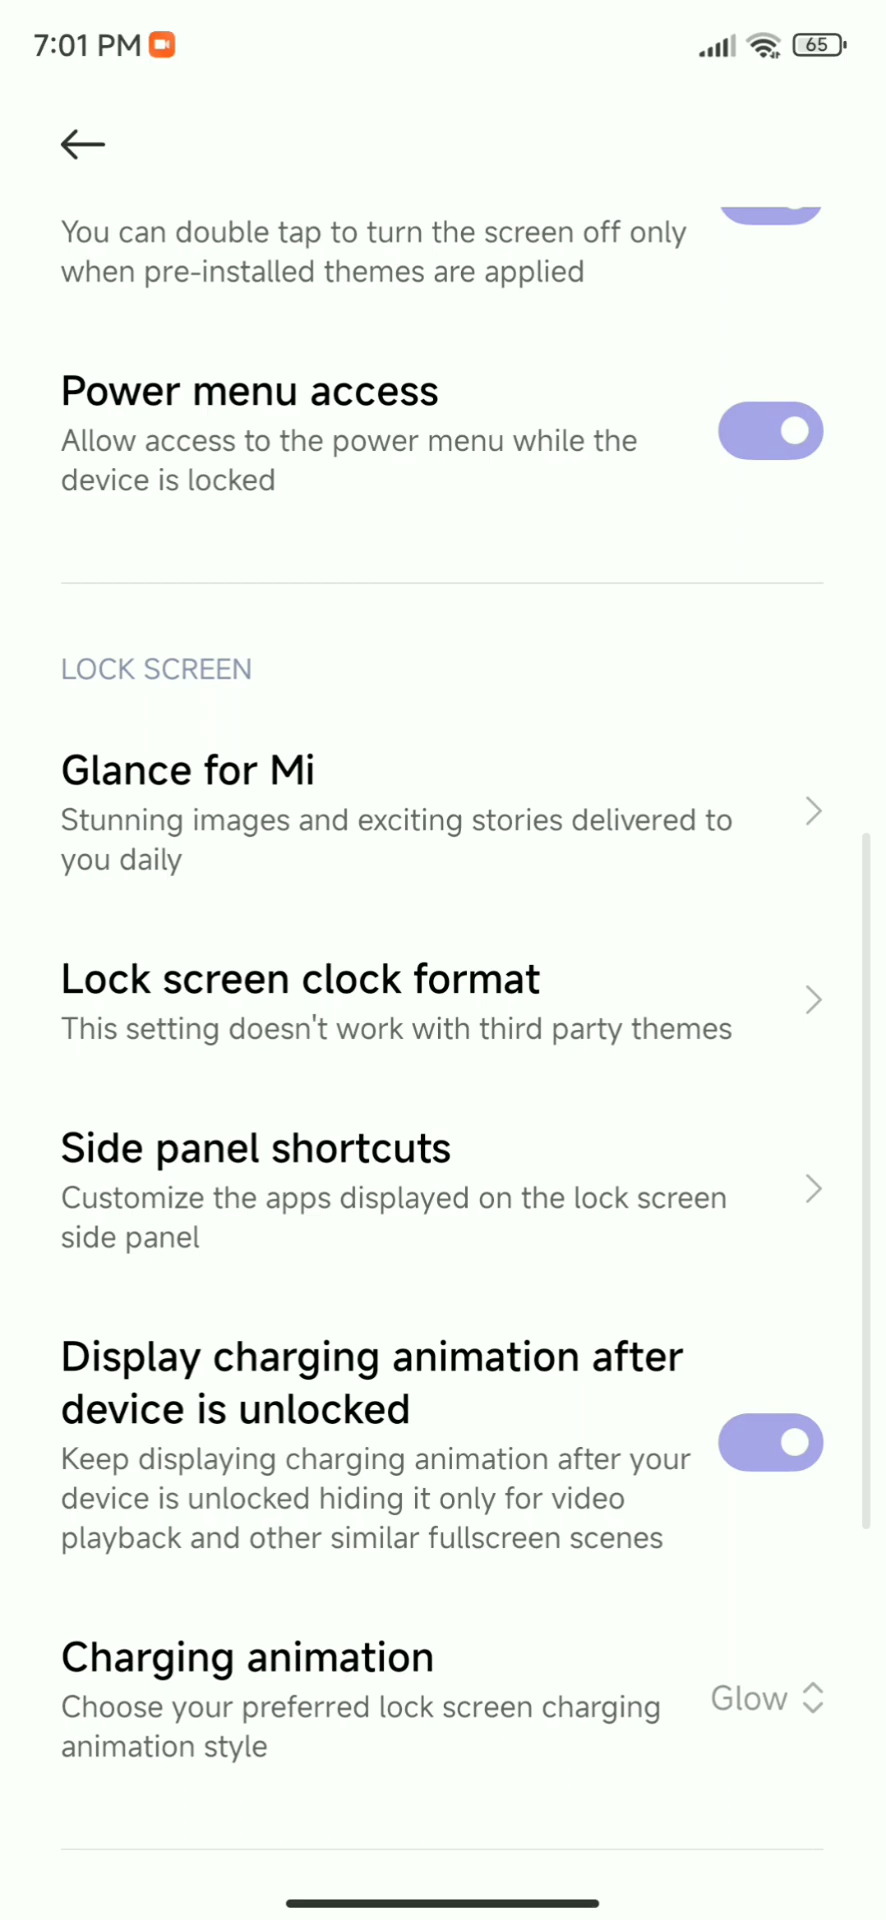 7:01 PM
65
You can double tap to turn the screen off only
when pre-installed themes are applied
Power menu access
Allow access to the power menu while the
device is locked
LOCK SCREEN
Glance for Mi
Stunning images and exciting stories delivered to
you daily
Lock screen clock format
This setting doesn't work with third party themes
Side panel shortcuts
Customize the apps displayed on the lock screen
side panel
Display charging animation after
device is unlocked
Keep displaying charging animation after your
device is unlocked hiding it only for video
playback and other similar fullscreen scenes
Charging animation
Choose your preferred lock screen charging
animation style
Glow